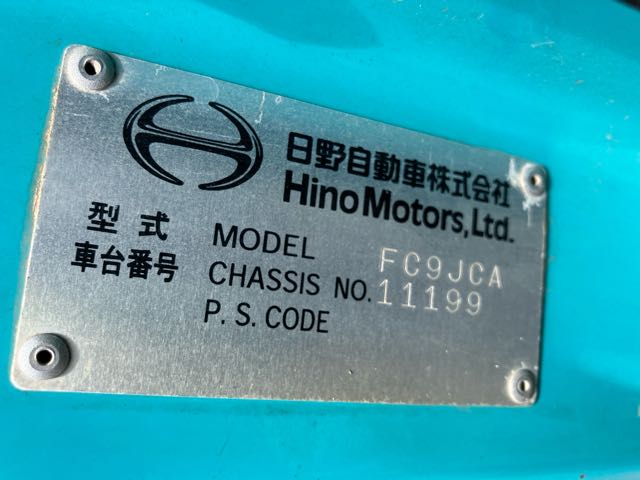 日野自動車株式会社
Hino Motors, Ltd.
型式 MODEL FC9JCA
車台番号 CHASSIS NO. 11199
P. S. CODE